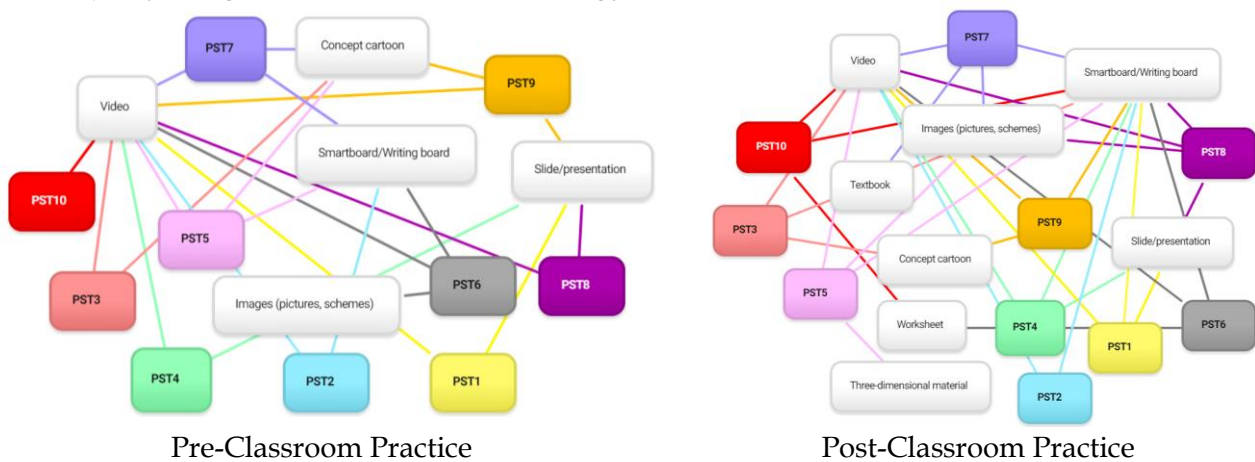 PST7
Concept cartoon
PST9
Video
Smartboard/Writing board
Slide/presentation
PST10
PST5
PST3
PST6
PST8
Images (pictures, schemes)
PST4
PST2
PST1
Pre-Classroom Practice
PST7
Video
Smartboard/Writing board
Images (pictures, schemes)
PST10
PST8
Textbook
PST3
PST9
Slide/presentation
Concept cartoon
PST5
Worksheet
PST4
PST6
PST1
Three-dimensional material
PST2
Post-Classroom Practice